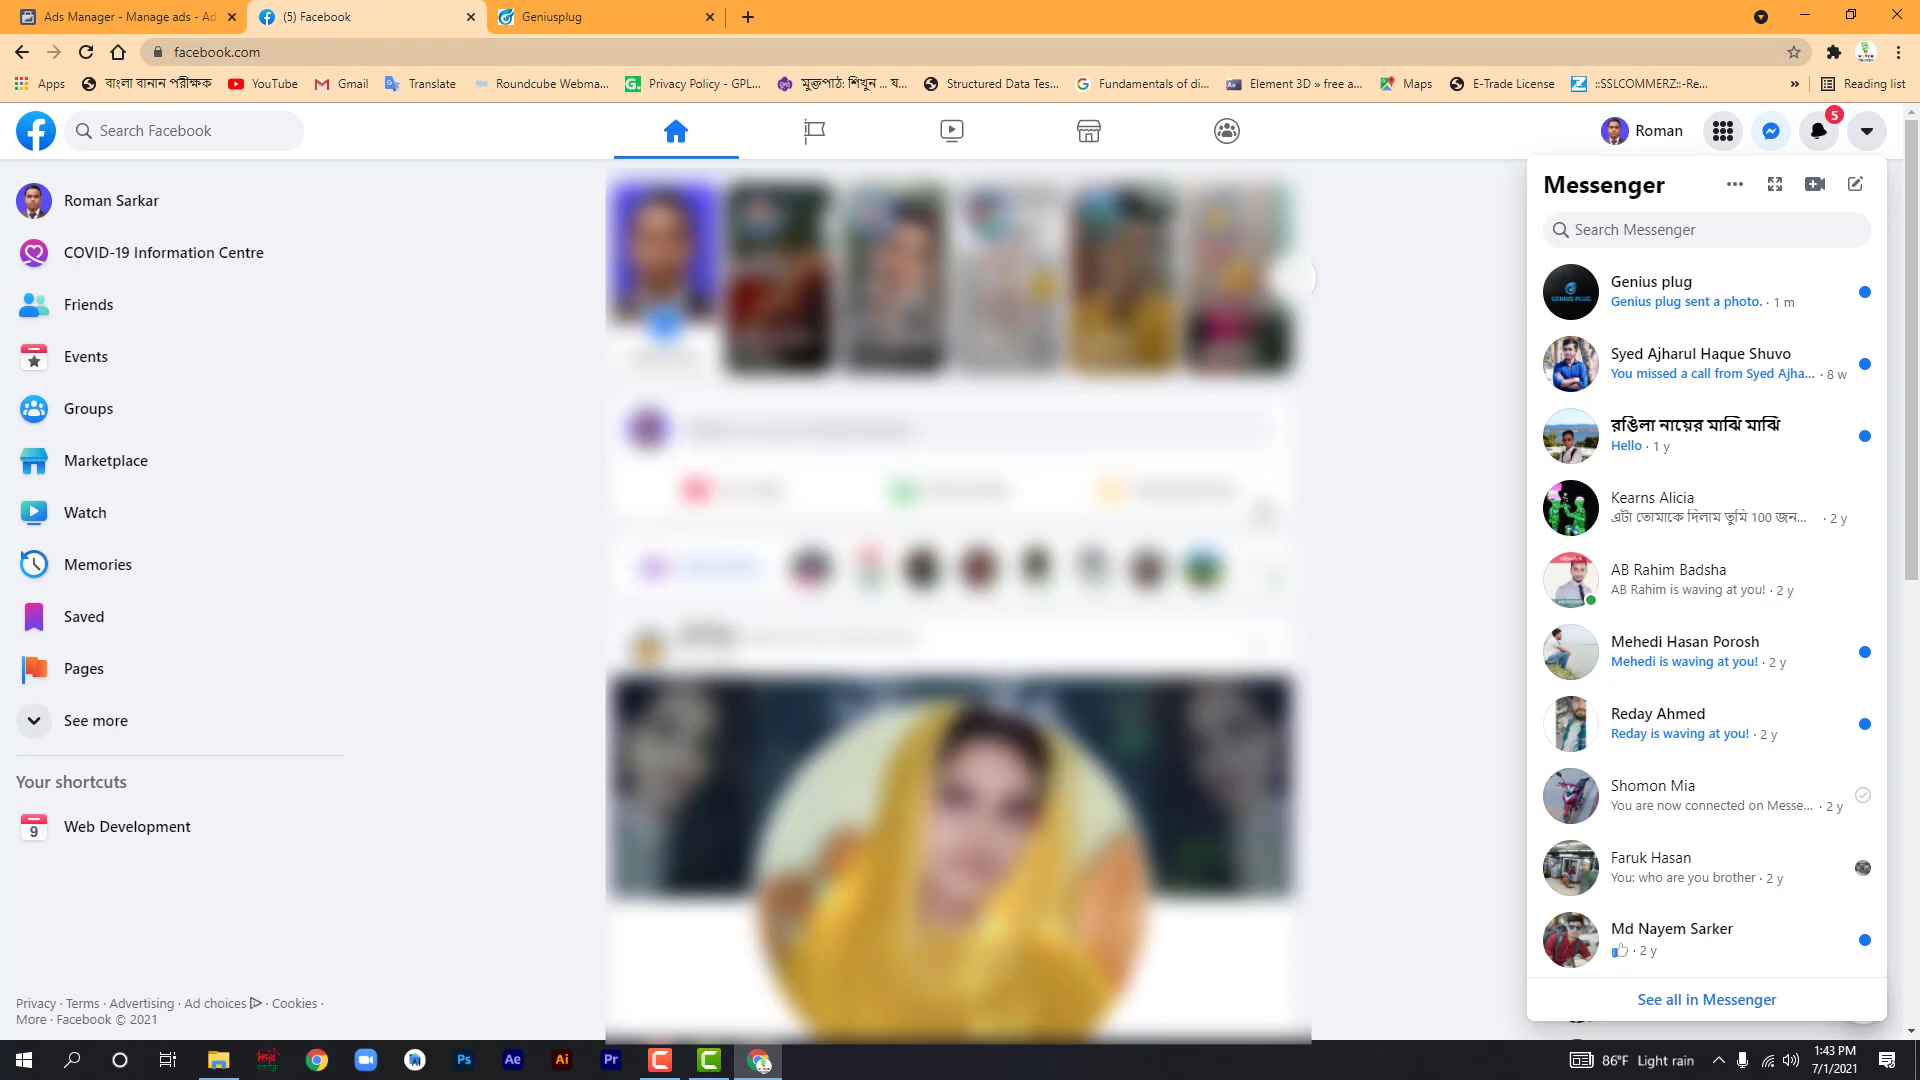 Ads Manager - Manage ads - Ad
(5) Facebook
Geniusplug
facebook.com
Apps
বাংলা বানান পরীক্ষক
YouTube
Gmail
Translate
Roundcube Webma...
Privacy Policy - GPL...
মুক্তপাঠ: শিখুন ... য...
Structured Data Tes...
Fundamentals of di...
Element 3D » free a...
Maps
E-Trade License
::SSLCOMMERZ::-Re...
»
Reading list
Search Facebook
Roman
5
Roman Sarkar
COVID-19 Information Centre
Friends
Events
Groups
Marketplace
Watch
Memories
Saved
Pages
See more
Your shortcuts
9
Web Development
Privacy · Terms · Advertising · Ad choices · Cookies ·
More · Facebook © 2021
Messenger
Search Messenger
GENIUS PLUG
Genius plug
Genius plug sent a photo. · 1 m
Syed Ajharul Haque Shuvo
You missed a call from Syed Ajha... · 8 w
রঙিলা নায়ের মাঝি মাঝি
Hello · 1 y
Kearns Alicia
এটা তোমাকে দিলাম তুমি 100 জন... · 2 y
AB Rahim Badsha
AB Rahim is waving at you! · 2 y
Mehedi Hasan Porosh
Mehedi is waving at you! · 2 y
Reday Ahmed
Reday is waving at you! · 2 y
Shomon Mia
You are now connected on Messe... · 2 y
Faruk Hasan
You: who are you brother · 2 y
Md Nayem Sarker
· 2 y
See all in Messenger
Ps
Ae
Ai
Pr
86°F Light rain
1:43 PM
7/1/2021